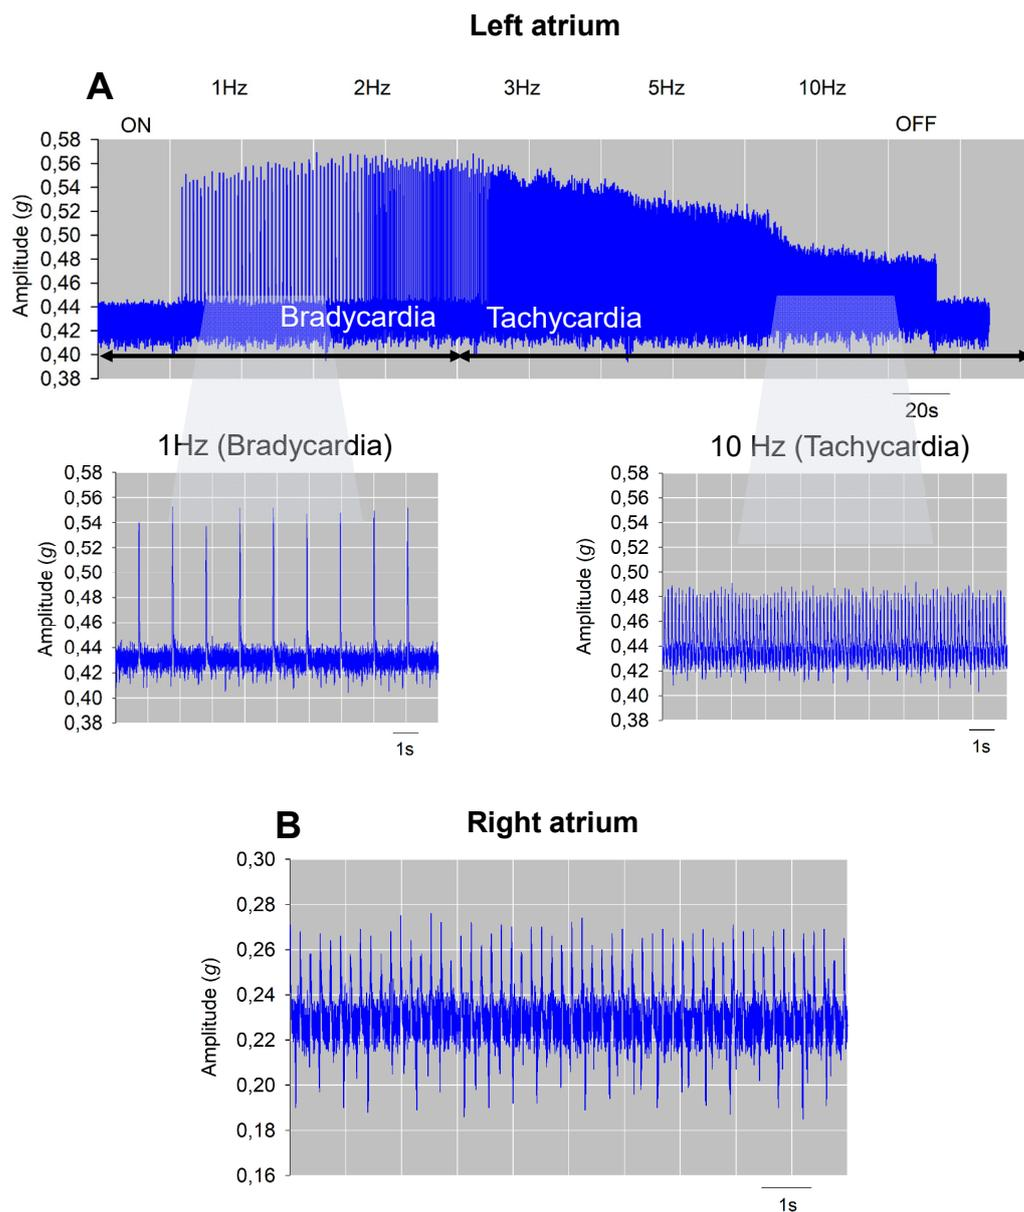 Left atrium
A
1Hz 2Hz 3Hz 5Hz 10Hz
ON OFF
Amplitude (g)
0,58
0,56
0,54
0,52
0,50
0,48
0,46
0,44
0,42
0,40
0,38
Bradycardia Tachycardia
20s
1Hz (Bradycardia)
Amplitude (g)
0,58
0,56
0,54
0,52
0,50
0,48
0,46
0,44
0,42
0,40
0,38
1s
10 Hz (Tachycardia)
Amplitude (g)
0,58
0,56
0,54
0,52
0,50
0,48
0,46
0,44
0,42
0,40
0,38
1s
B
Right atrium
Amplitude (g)
0,30
0,28
0,26
0,24
0,22
0,20
0,18
0,16
1s